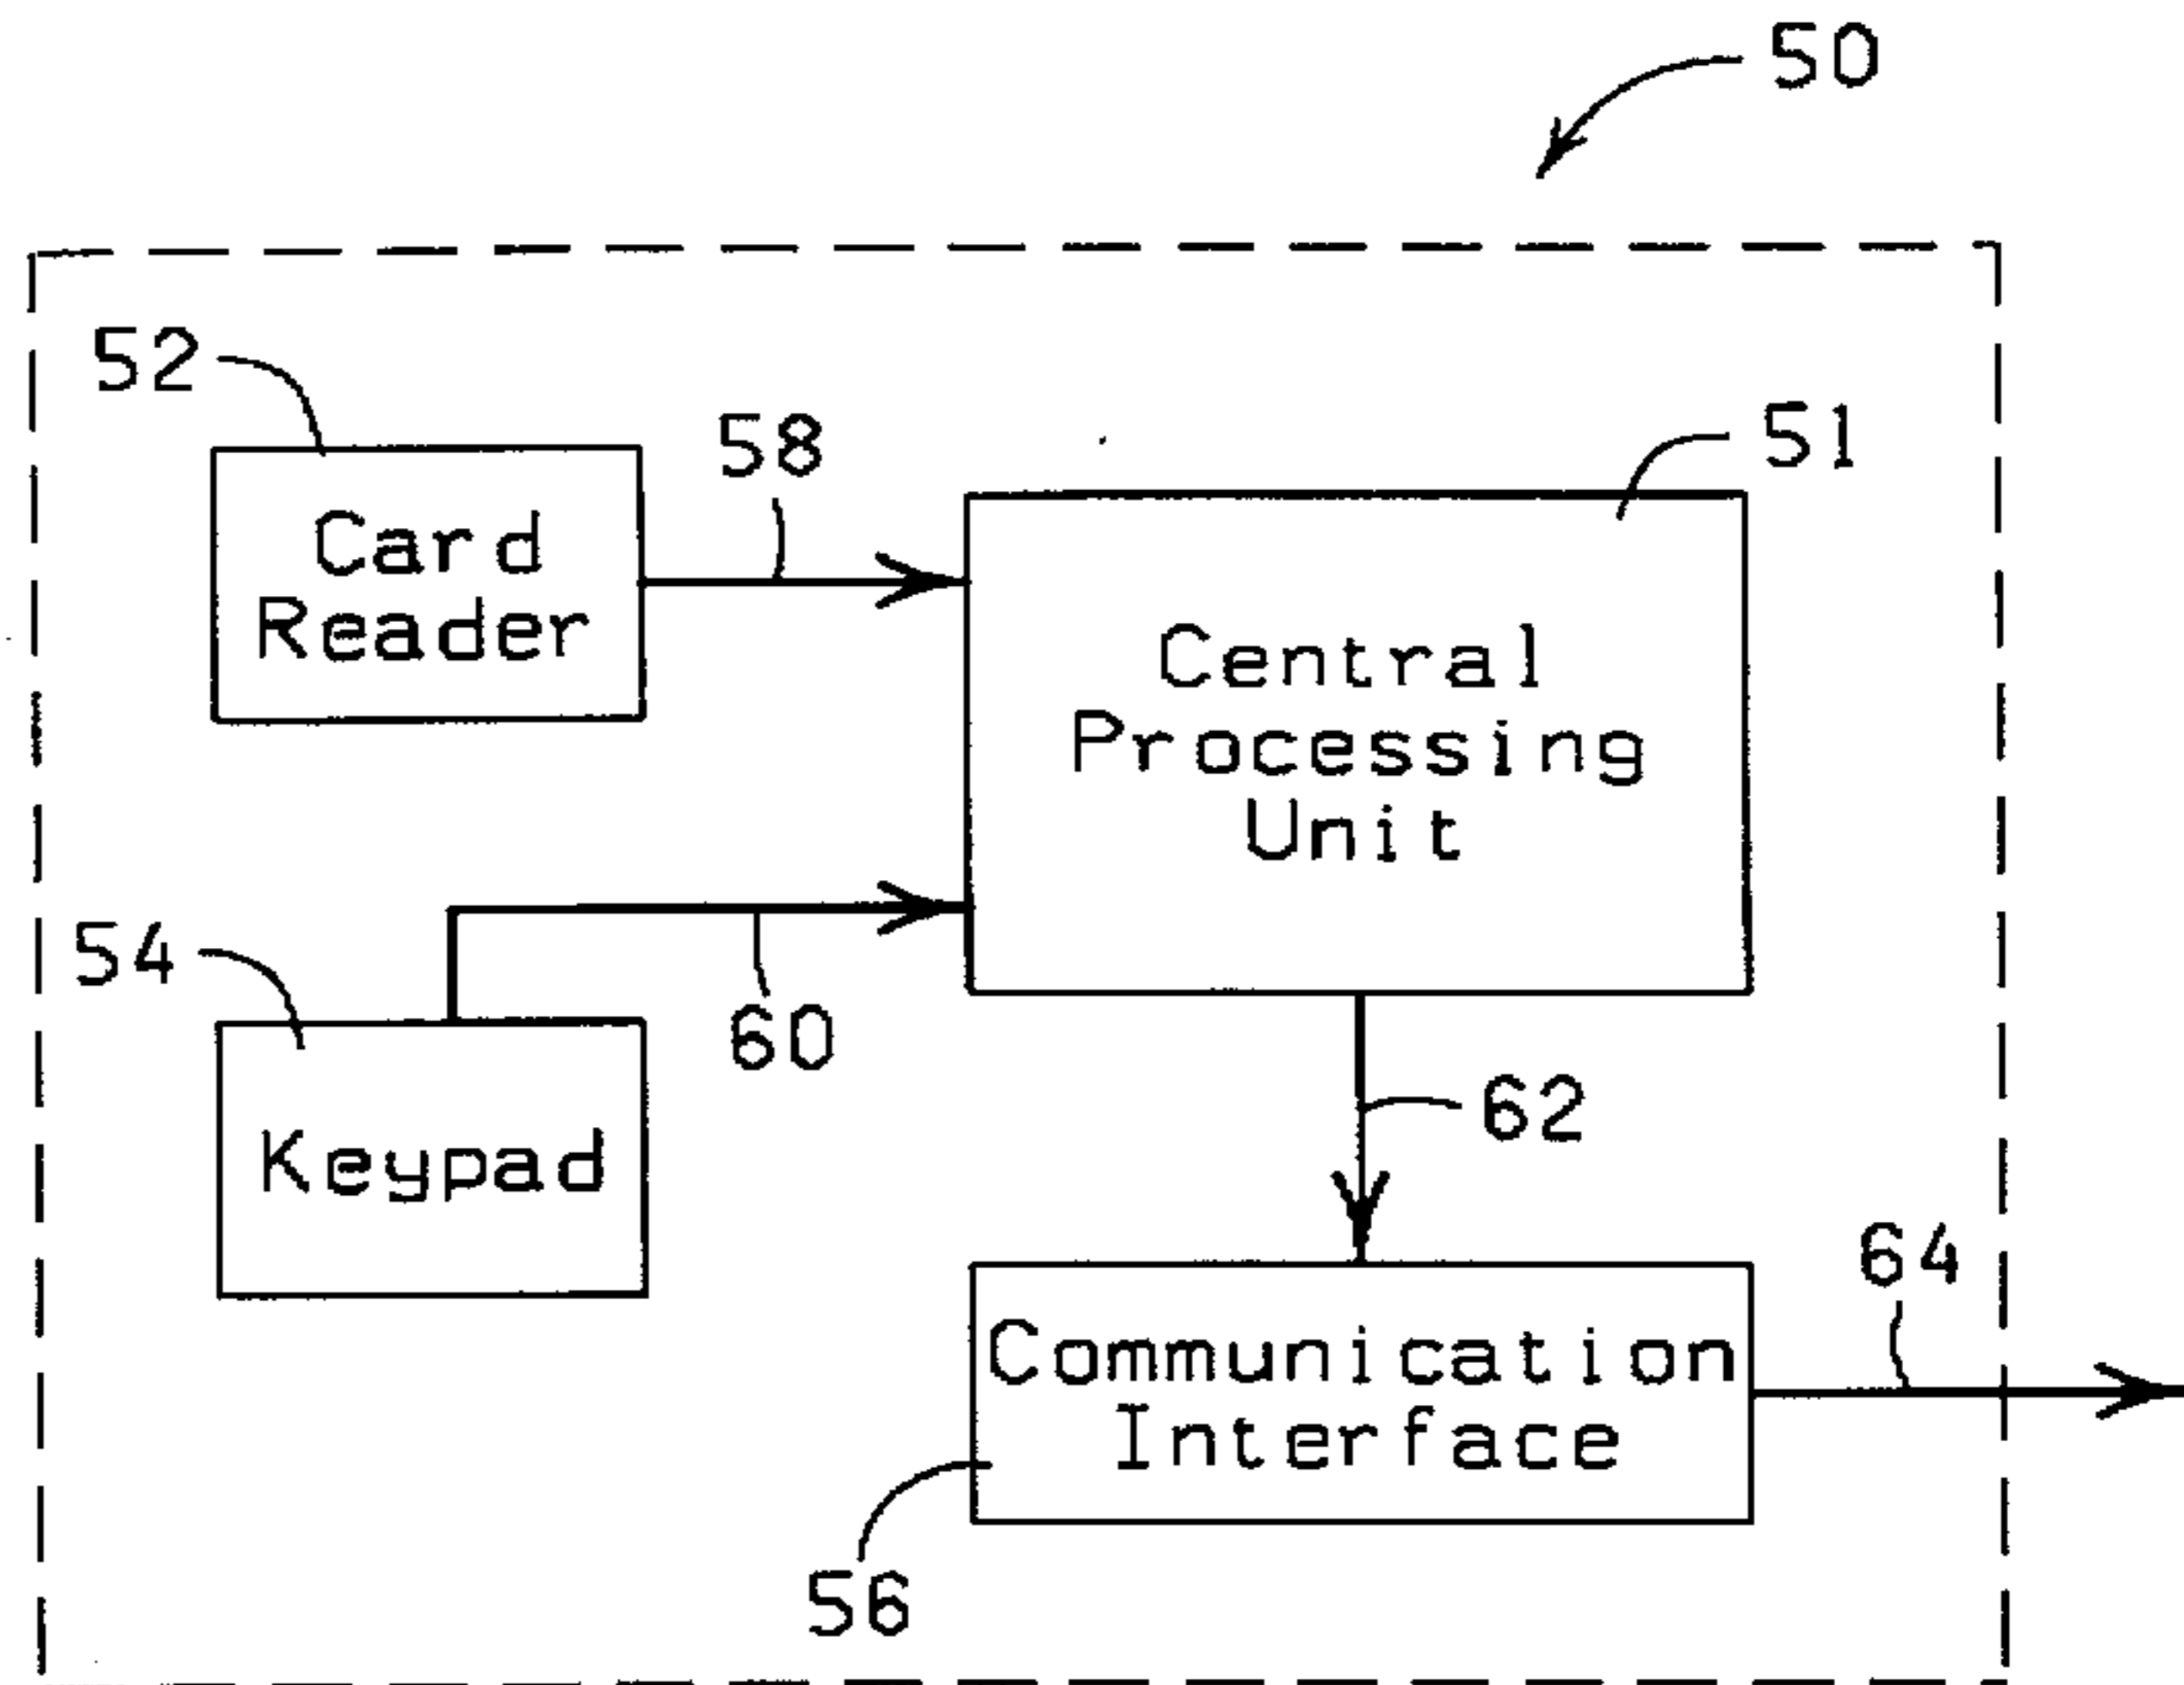 50
52
58
51
Card
Reader
Central
Processing
Unit
54
60
Keypad
62
64
Communication
Interface
56